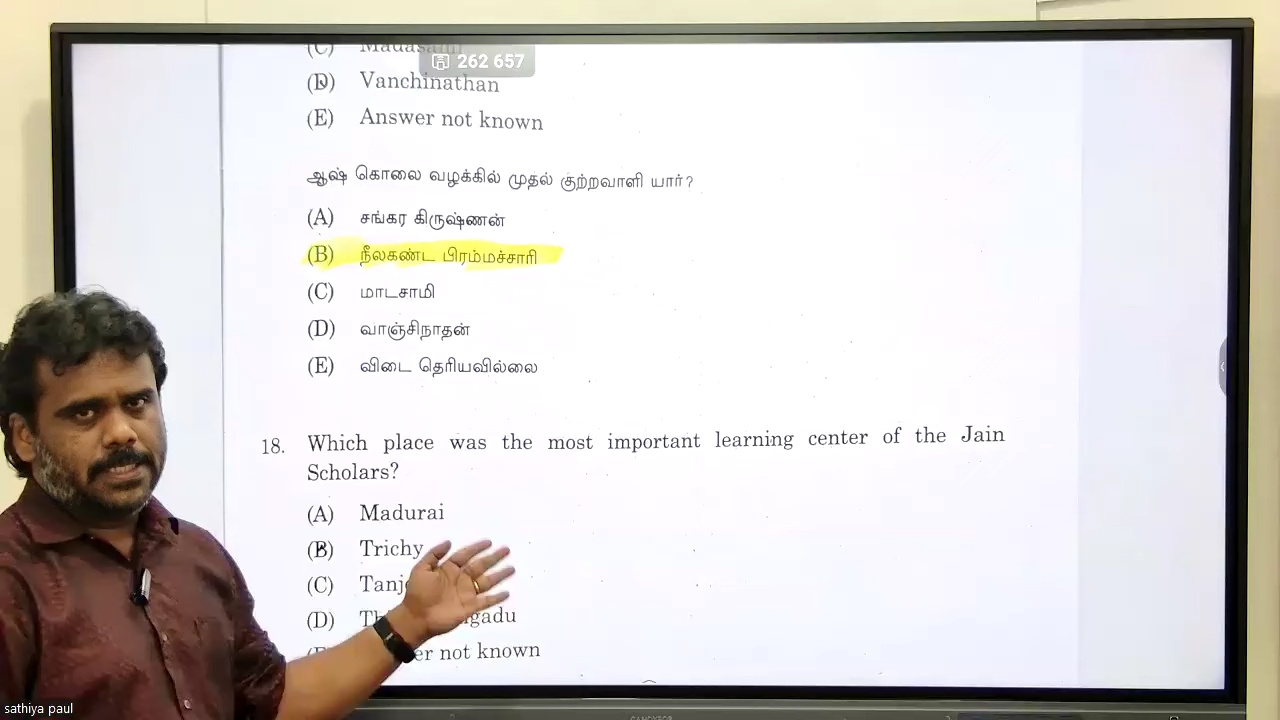 (C)
262 657
(D) Vanchinathan
(E) Answer not known
ஆஷ் கொலை வழக்கில் முதல் குற்றவாளி யார்?
(A) சங்கர கிருஷ்ணன்
(B) நீலகண்ட பிரம்மச்சாரி
(C) மாடசாமி
(D) வாஞ்சிநாதன்
(E) விடை தெரியவில்லை
18. Which place was the most important learning center of the Jain
Scholars?
(A) Madurai
(B) Trichy
(C)
(D)
not known
sathiya paul